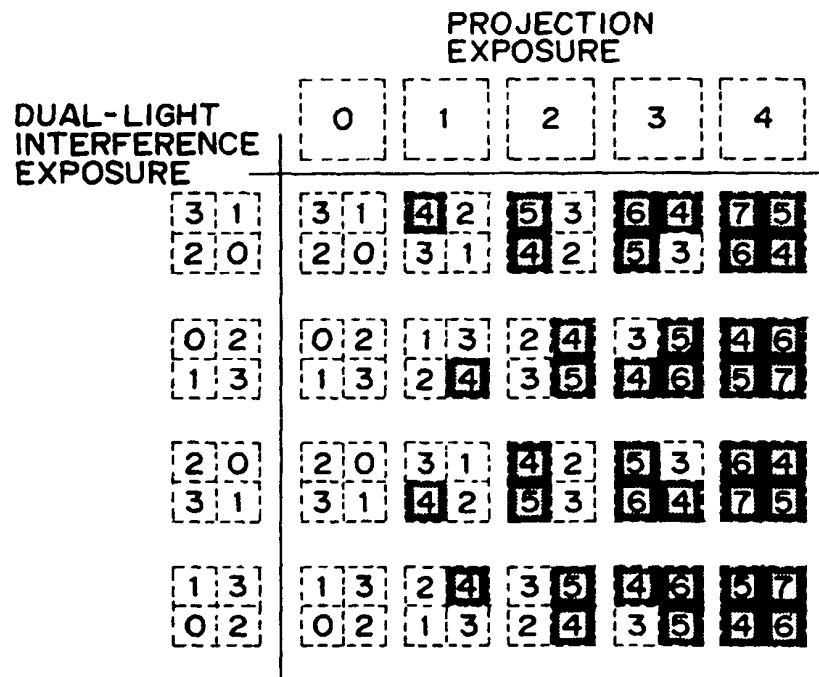 PROJECTION
EXPOSURE
DUAL-LIGHT
INTERFERENCE
EXPOSURE
0 1 2 3 4
3 1 3 1 4 2 5 3 6 4 7 5
2 0 2 0 3 1 4 2 5 3 6 4
0 2 0 2 1 3 2 4 3 5 4 6
1 3 1 3 2 4 3 5 4 6 5 7
2 0 2 0 3 1 4 2 5 3 6 4
3 1 3 1 4 2 5 3 6 4 7 5
1 3 1 3 2 4 3 5 4 6 5 7
0 2 0 2 1 3 2 4 3 5 4 6